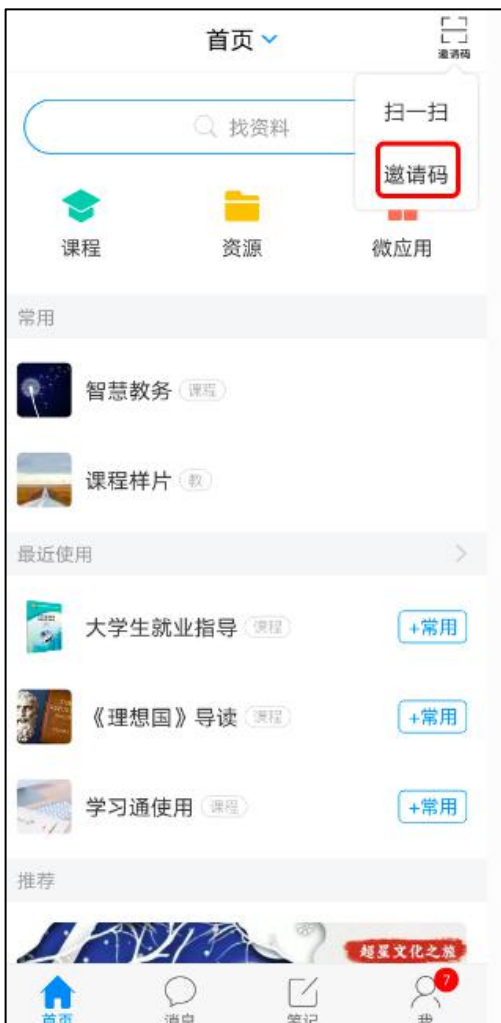 首页
邀请码
扫一扫
找资料
邀请码
课程
资源
微应用
常用
智慧教务 课程
课程样片 教
最近使用
大学生就业指导 课程 +常用
《理想国》导读 课程 +常用
学习通使用 课程 +常用
推荐
超星文化之旅
7
首页
消息
笔记
我